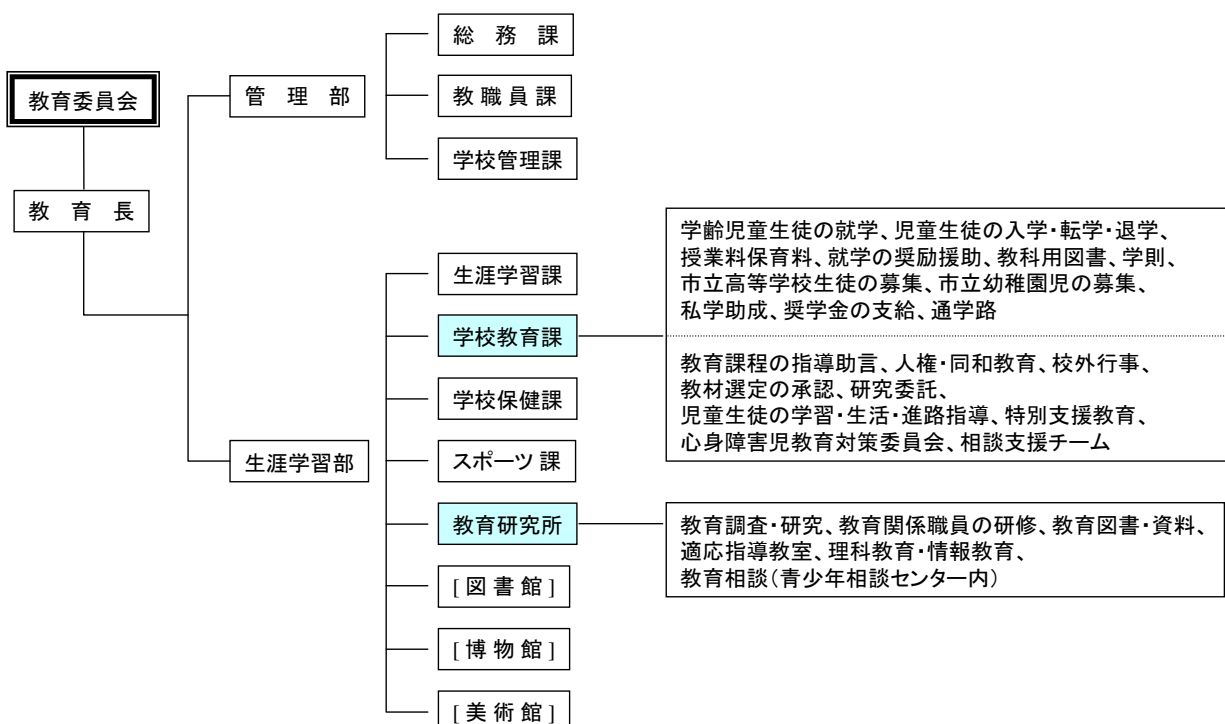 教育委員会
教　育　長
管　理　部
総　務　課
教 職 員 課
学校管理課
生涯学習部
生涯学習課
学校教育課
学齢児童生徒の就学、児童生徒の入学・転学・退学、
授業料保育料、就学の奨励援助、教科用図書、学則、
市立高等学校生徒の募集、市立幼稚園児の募集、
私学助成、奨学金の支給、通学路
教育課程の指導助言、人権・同和教育、校外行事、
教材選定の承認、研究委託、
児童生徒の学習・生活・進路指導、特別支援教育、
心身障害児教育対策委員会、相談支援チーム
学校保健課
スポーツ 課
教育研究所
教育調査・研究、教育関係職員の研修、教育図書・資料、
適応指導教室、理科教育・情報教育、
教育相談（青少年相談センター内）
[ 図 書 館 ]
[ 博 物 館 ]
[ 美 術 館 ]